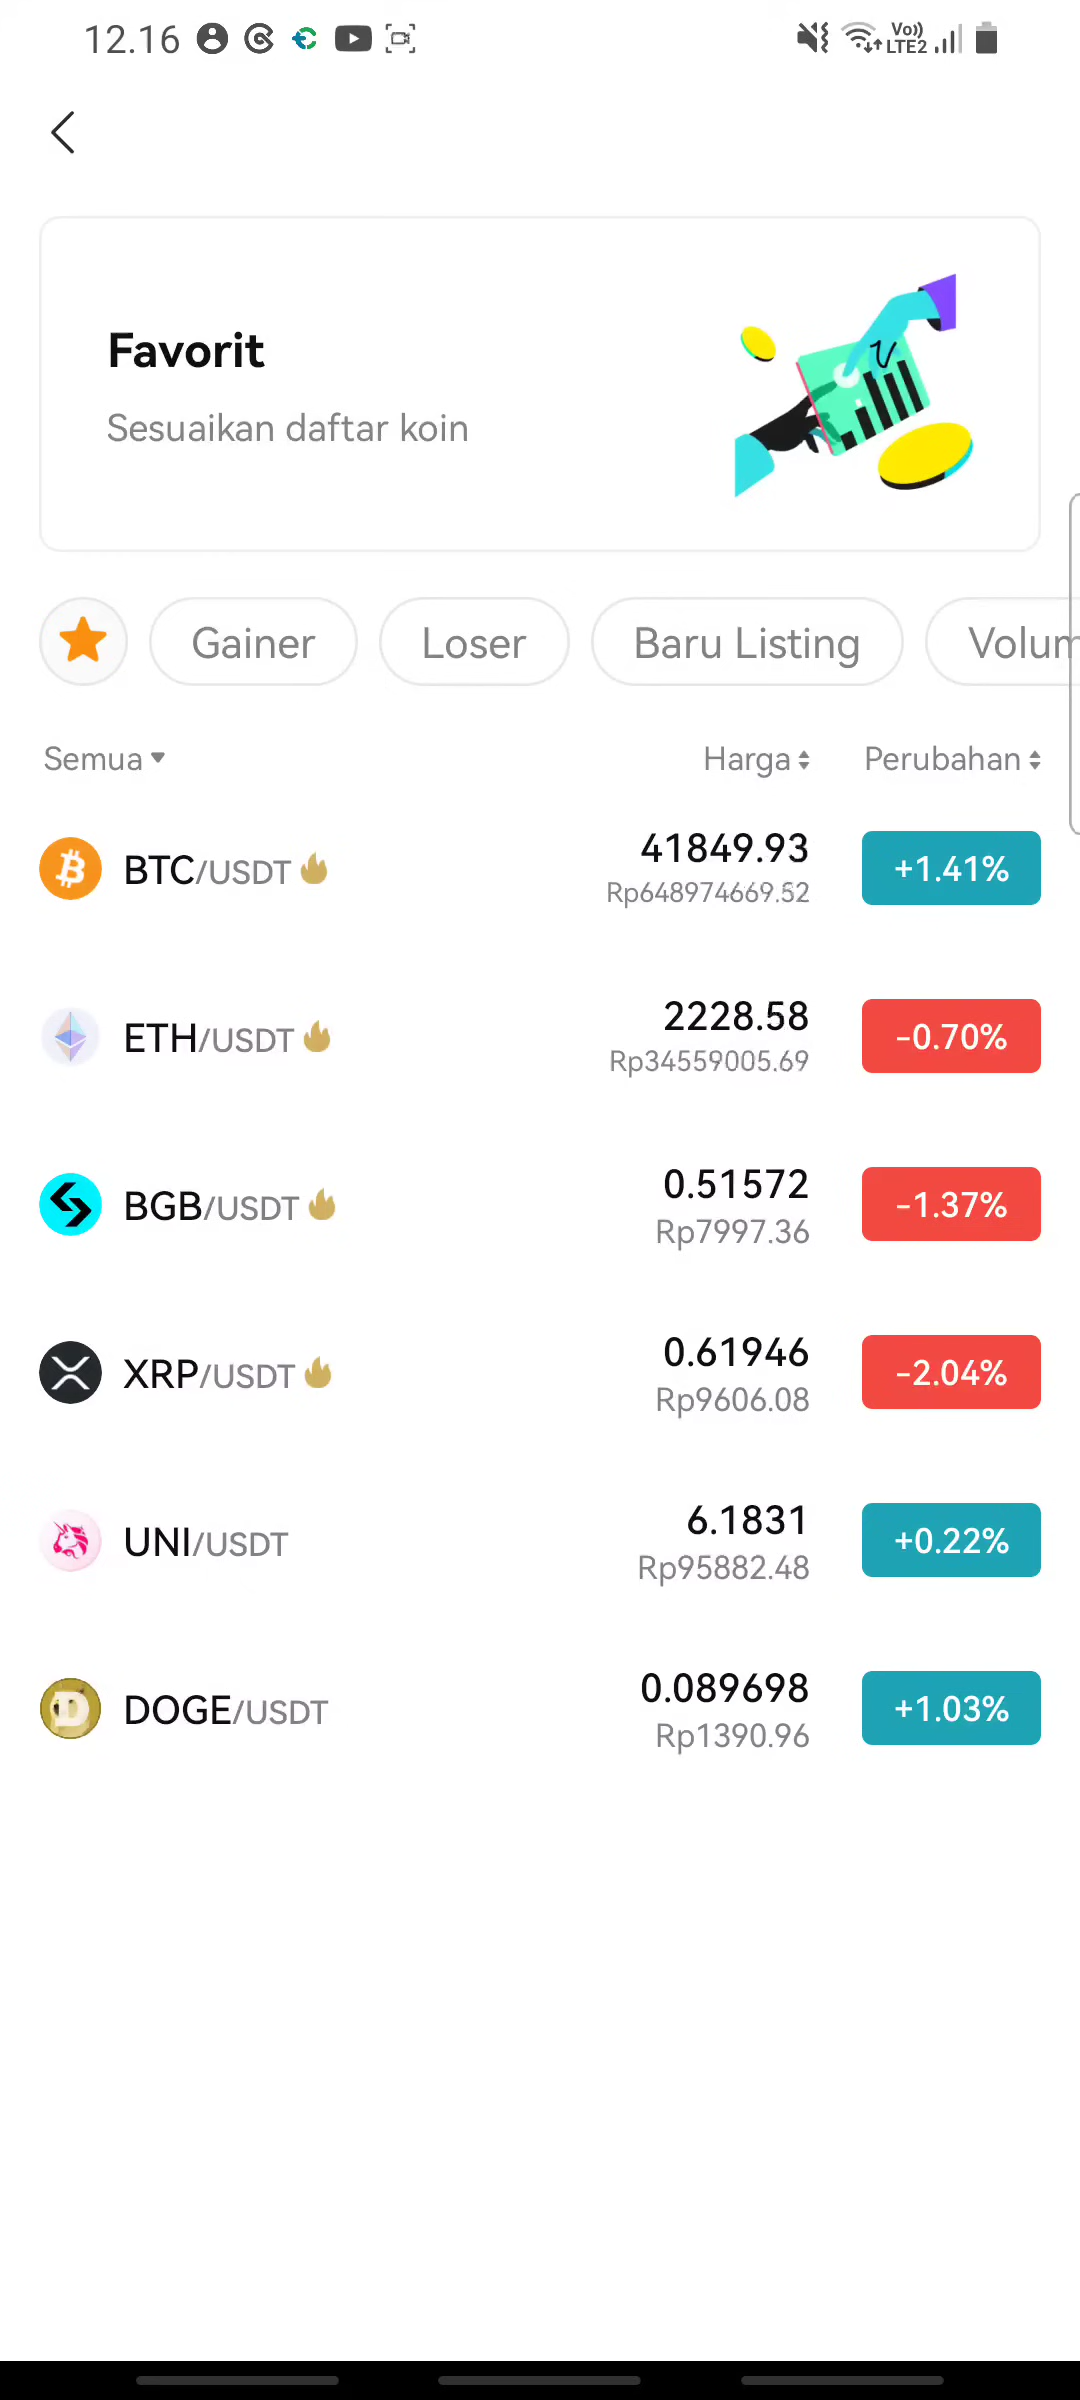 12.16
Vo))
LTE2
Favorit
Sesuaikan daftar koin
Gainer Loser Baru Listing Volum
Semua Harga Perubahan
BTC/USDT 41849.93 +1.41%
Rp648974669.52
ETH/USDT 2228.58 -0.70%
Rp34559005.69
BGB/USDT 0.51572 -1.37%
Rp7997.36
XRP/USDT 0.61946 -2.04%
Rp9606.08
UNI/USDT 6.1831 +0.22%
Rp95882.48
DOGE/USDT 0.089698 +1.03%
Rp1390.96